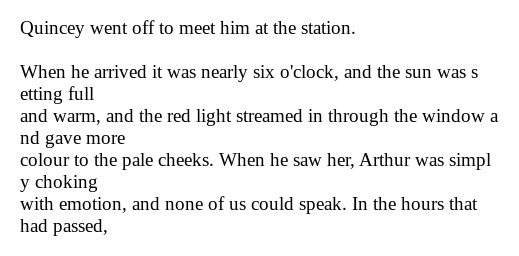 Quincey went off to meet him at the station.

When he arrived it was nearly six o'clock, and the sun was s
etting full
and warm, and the red light streamed in through the window a
nd gave more
colour to the pale cheeks. When he saw her, Arthur was simpl
y choking
with emotion, and none of us could speak. In the hours that
had passed,